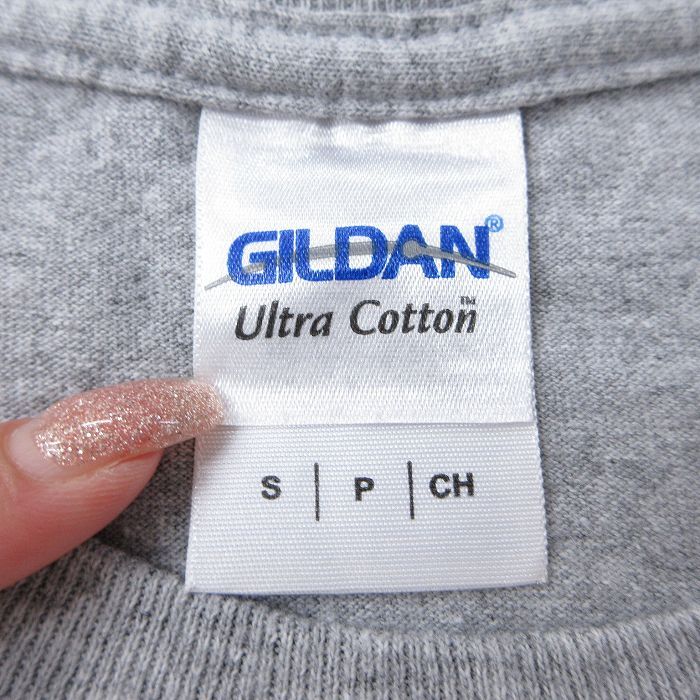 GILDAN®
Ultra Cotton™
S | P | CH